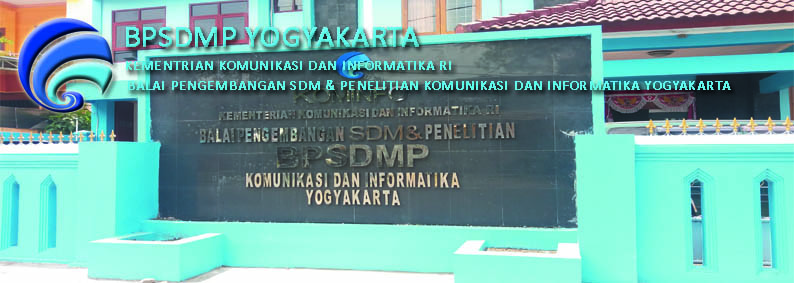 BPSDMP YOGYAKARTA
KEMENTRIAN KOMUNIKASI DAN INFORMATIKA RI
BALAI PENGEMBANGAN SDM & PENELITIAN KOMUNIKASI DAN INFORMATIKA YOGYAKARTA
KOMINFO
KEMENTERIAN KOMUNIKASI DAN INFORMATIKA RI
BALAI PENGEMBANGAN SDM & PENELITIAN
BPSDMP
KOMUNIKASI DAN INFORMATIKA
YOGYAKARTA